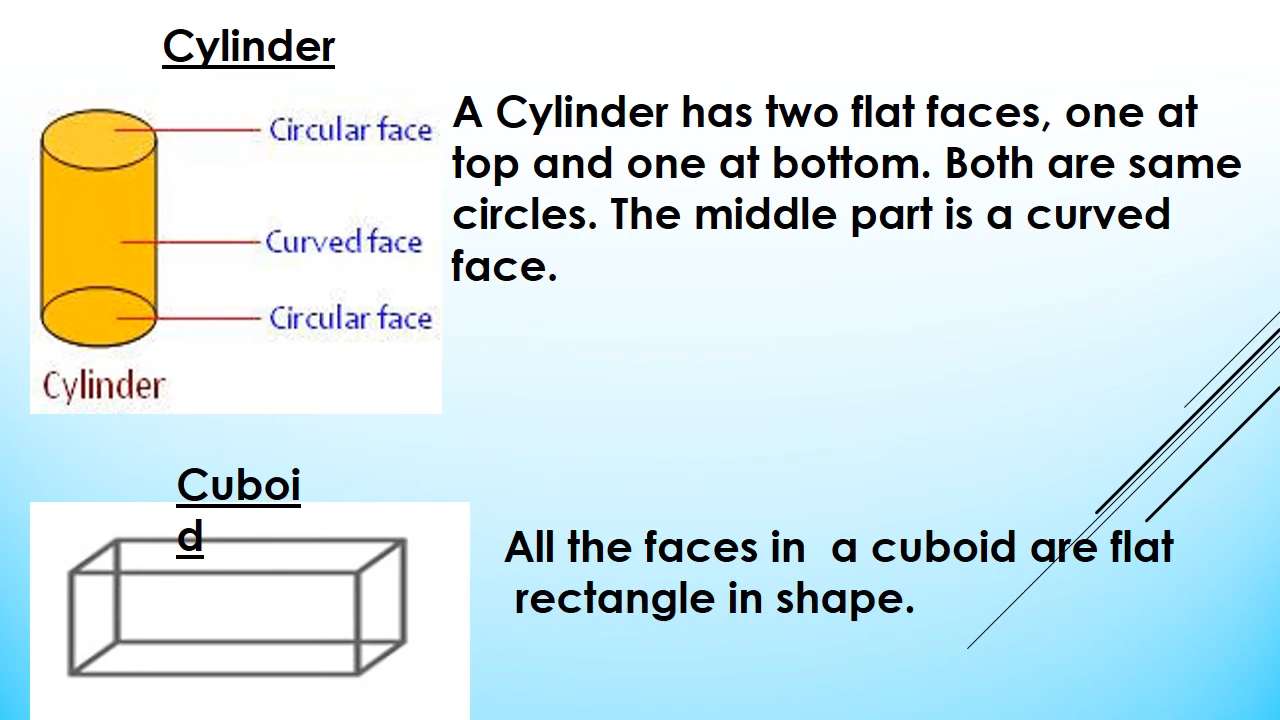 Cylinder
Circular face
Curved face
Circular face
Cylinder
A Cylinder has two flat faces, one at
top and one at bottom. Both are same
circles. The middle part is a curved
face.
Cuboi
d
All the faces in  a cuboid are flat
rectangle in shape.